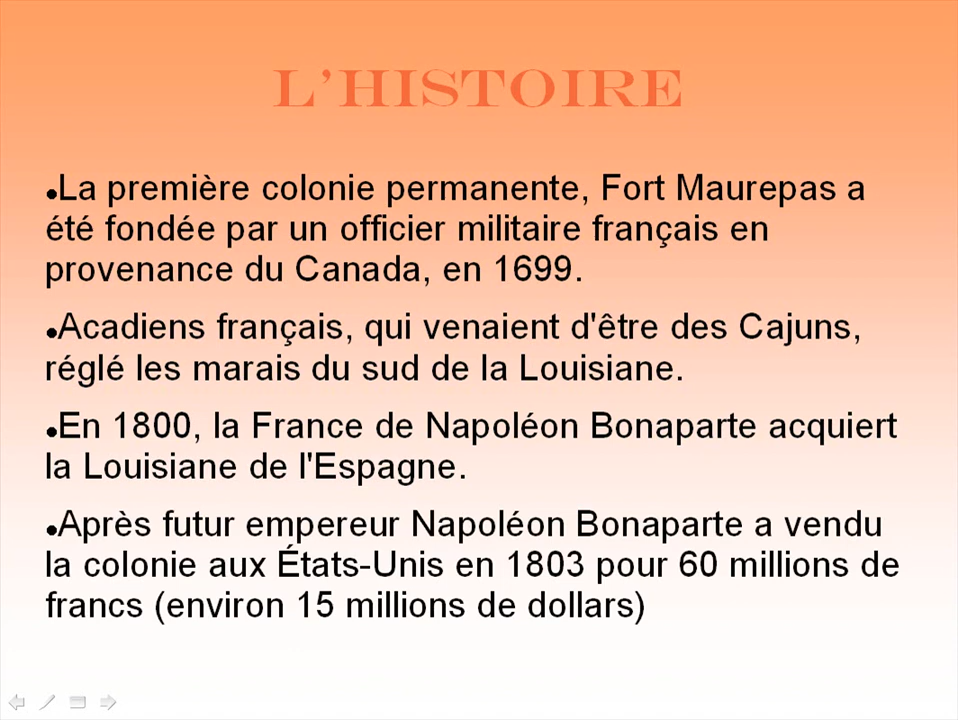 L'HISTOIRE
●La première colonie permanente, Fort Maurepas a
été fondée par un officier militaire français en
provenance du Canada, en 1699.
●Acadiens français, qui venaient d'être des Cajuns,
réglé les marais du sud de la Louisiane.
●En 1800, la France de Napoléon Bonaparte acquiert
la Louisiane de l'Espagne.
●Après futur empereur Napoléon Bonaparte a vendu
la colonie aux États-Unis en 1803 pour 60 millions de
francs (environ 15 millions de dollars)